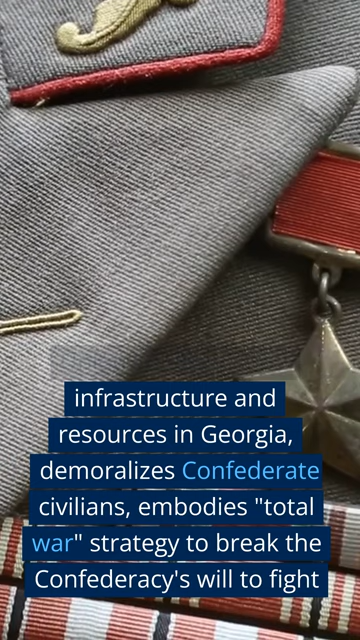 infrastructure and
resources in Georgia,
demoralizes Confederate
civilians, embodies "total
war" strategy to break the
Confederacy's will to fight